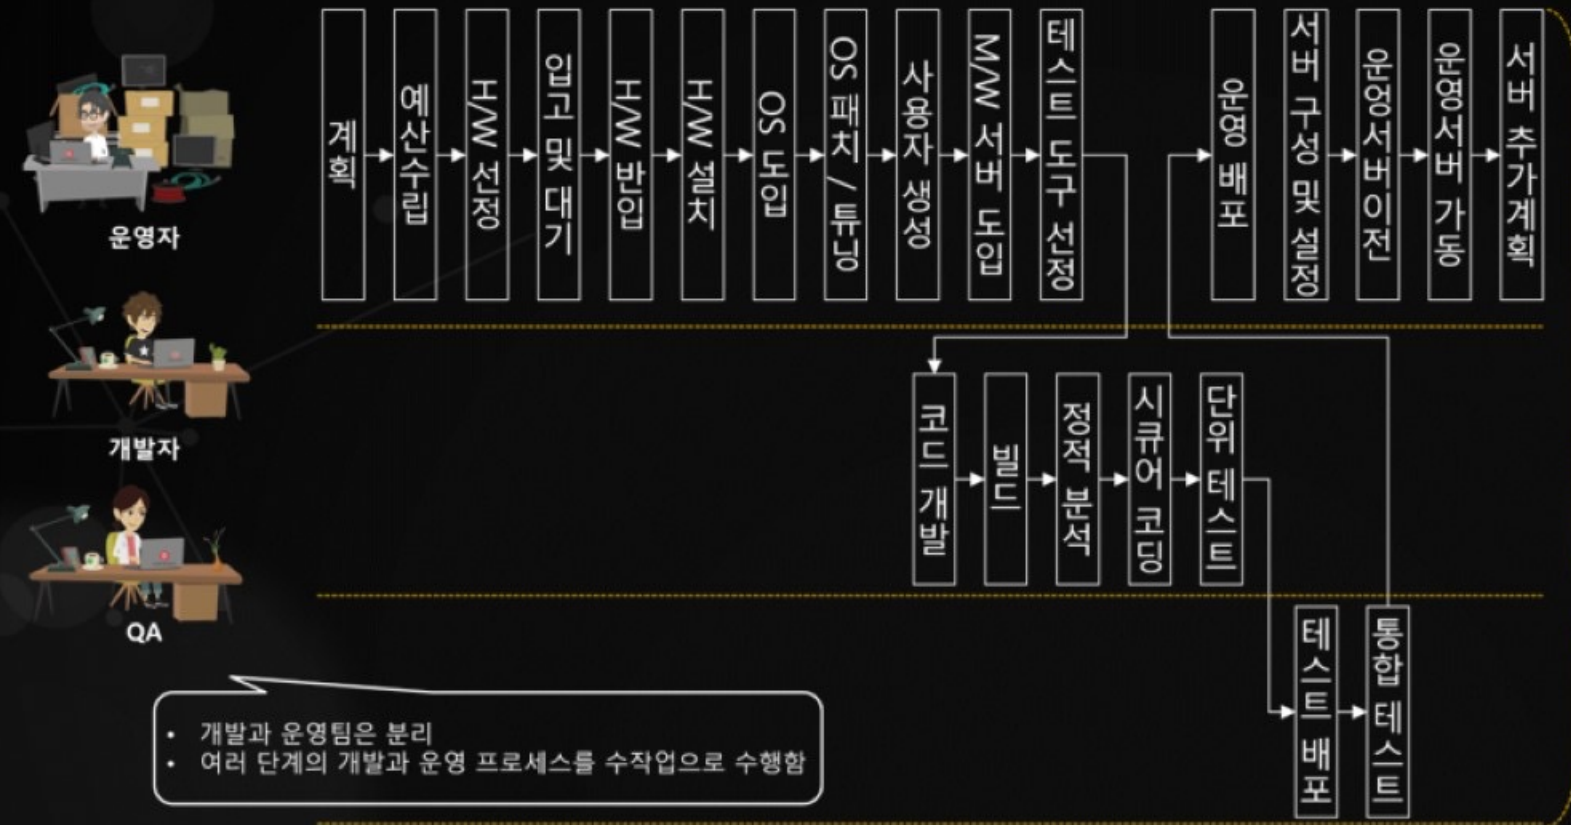 운영자
계획
예산수립
H/W 선정
입고 및 대기
H/W 반입
H/W 설치
OS 도입
OS 패치 / 튜닝
사용자 생성
M/W 서버 도입
테스트 도구 선정
운영 배포
서버 구성 및 설정
운엉서버이전
운영서버 가동
서버 추가계획
개발자
코드 개발
빌드
정적 분석
시큐어 코딩
단위 테스트
QA
테스트 배포
통합 테스트
• 개발과 운영팀은 분리
• 여러 단계의 개발과 운영 프로세스를 수작업으로 수행함